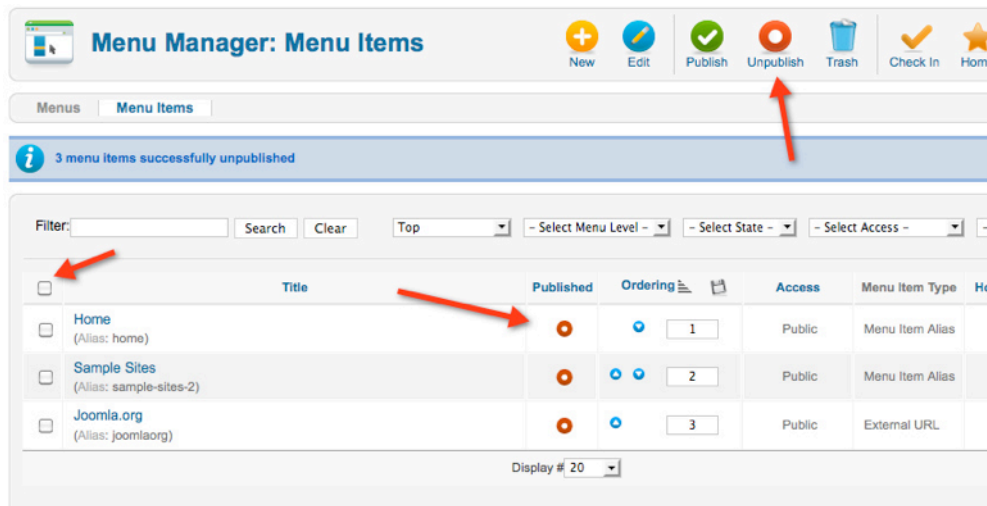 Menu Manager: Menu Items
New Edit Publish Unpublish Trash Check In Hom
Menus Menu Items
3 menu items successfully unpublished
Filter: Search Clear Top - Select Menu Level - - Select State - - Select Access - -
Title Published Ordering Access Menu Item Type Ho
Home 1 Public Menu Item Alias
(Alias: home)
Sample Sites 2 Public Menu Item Alias
(Alias: sample-sites-2)
Joomla.org 3 Public External URL
(Alias: joomlaorg)
Display # 20